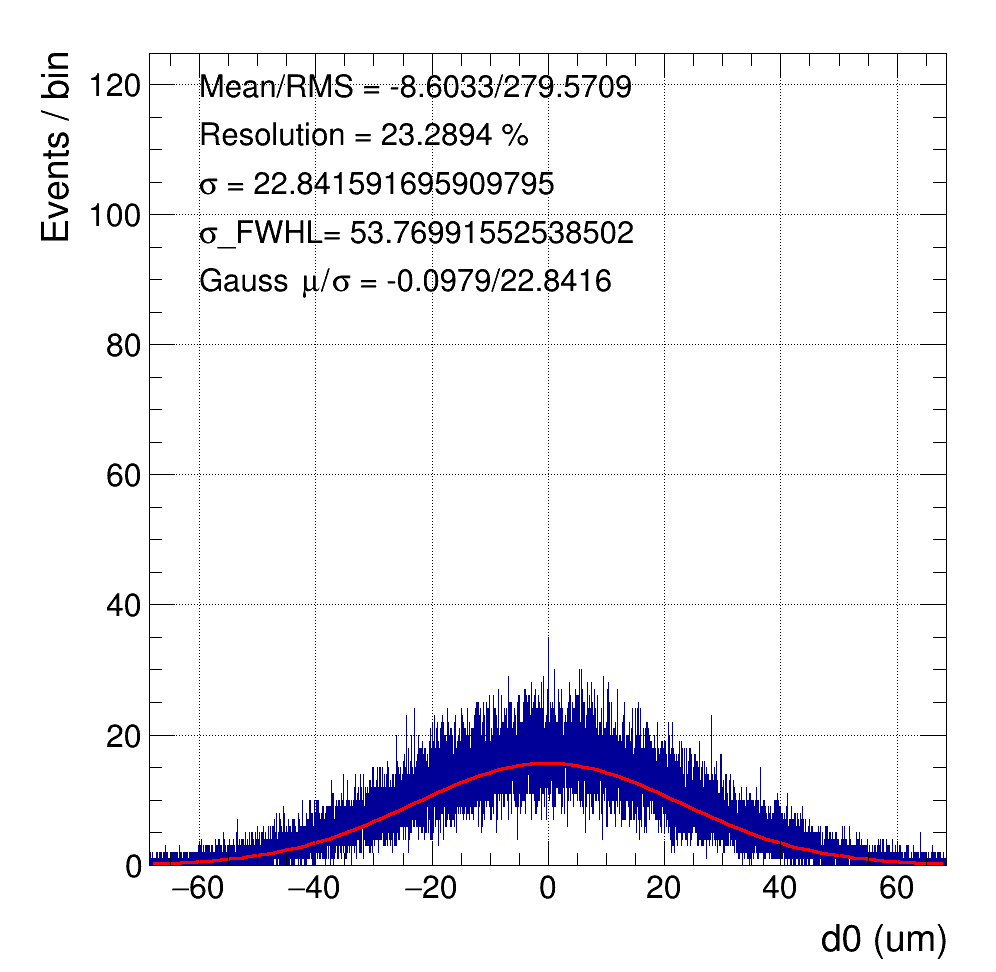 Events / bin
Mean/RMS = -8.6033/279.5709
Resolution = 23.2894 %
σ = 22.841591695909795
σ_FWHL= 53.76991552538502
Gauss μ/σ = -0.0979/22.8416
120
100
80
60
40
20
0
−60 −40 −20 0 20 40 60
d0 (um)